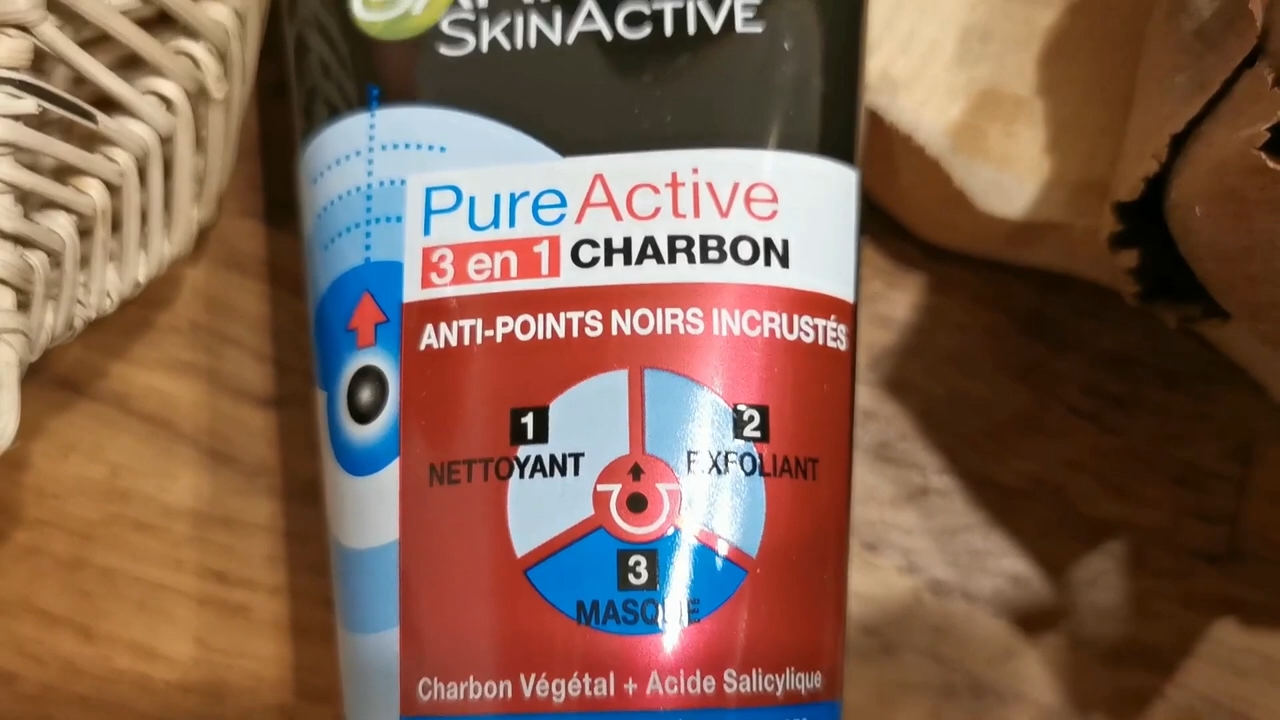 SKINACTIVE
PureActive
3 en 1 CHARBON
ANTI-POINTS NOIRS INCRUSTÉS
1
NETTOYANT
2
EXFOLIANT
3
MASQUE
Charbon Végétal + Acide Salicylique